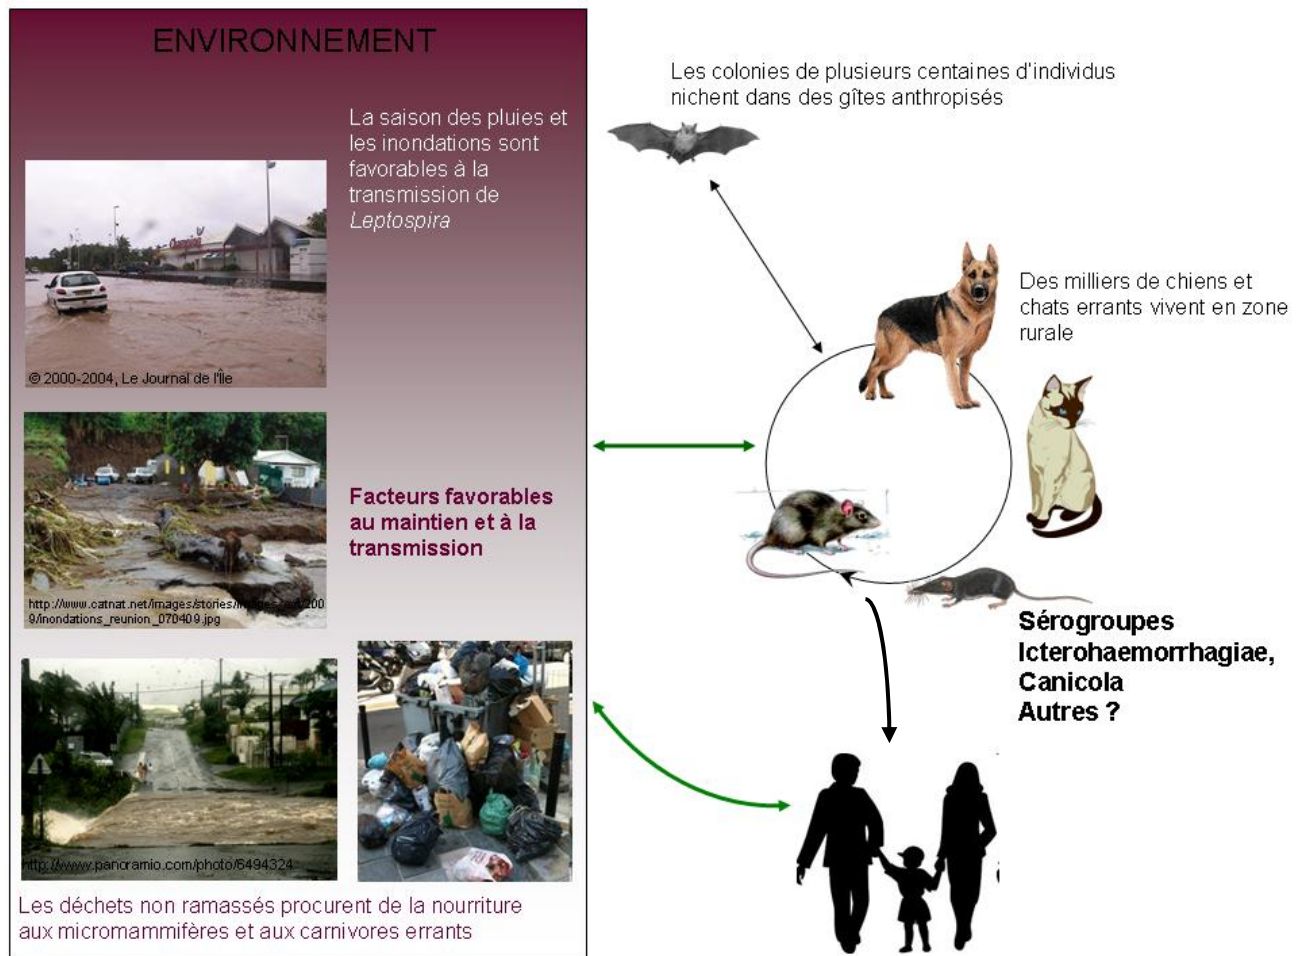 ENVIRONNEMENT
La saison des pluies et
les inondations sont
favorables à la
transmission de
Leptospira
Champion
© 2000-2004, Le Journal de l'Île
Facteurs favorables
au maintien et à la
transmission
http://www.catnat.net/images/stories/
9/inondations_reunion_070409.jpg
http://www.panoramio.com/photo/6494324
Les déchets non ramassés procurent de la nourriture
aux micromammifères et aux carnivores errants
Les colonies de plusieurs centaines d'individus
nichent dans des gîtes anthropisés
Des milliers de chiens et
chats errants vivent en zone
rurale
Sérogroupes
Icterohaemorrhagiae,
Canicola
Autres ?